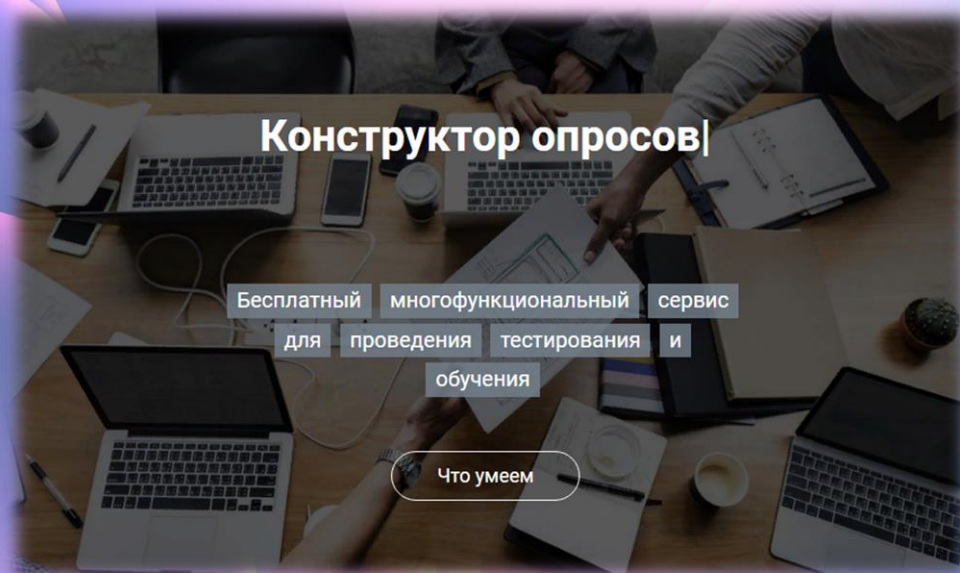 Конструктор опросов|
Бесплатный многофункциональный сервис
для проведения тестирования и
обучения
Что умеем